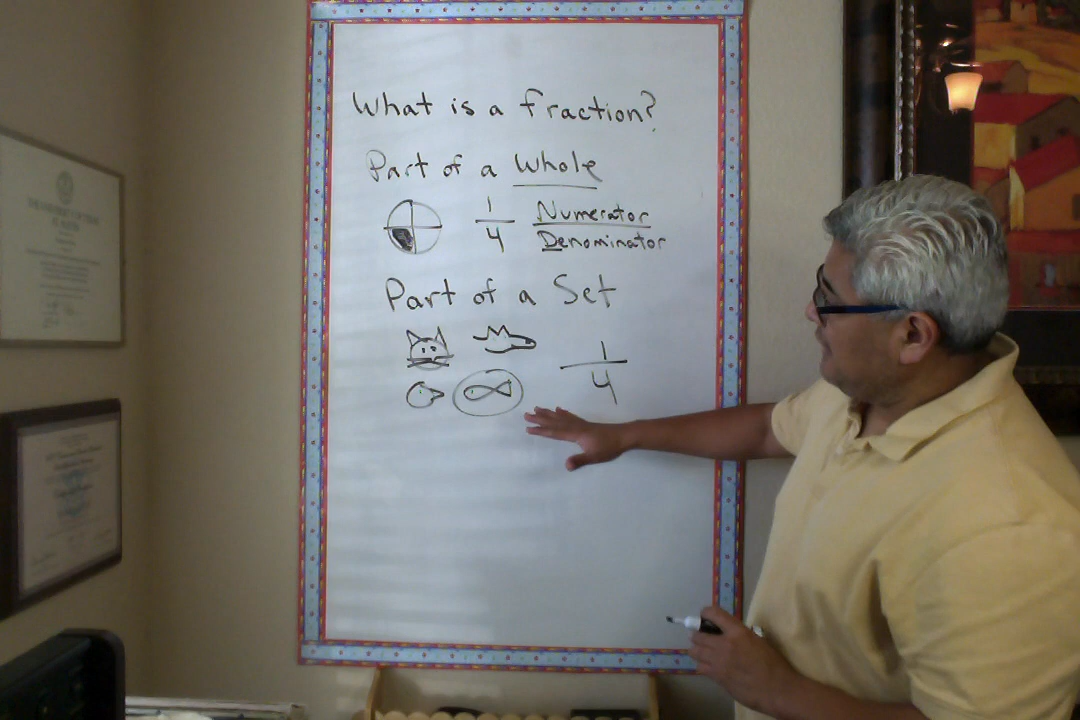 What is a fraction?
Part of a Whole
1/4 Numerator
Denominator
Part of a Set
1/4